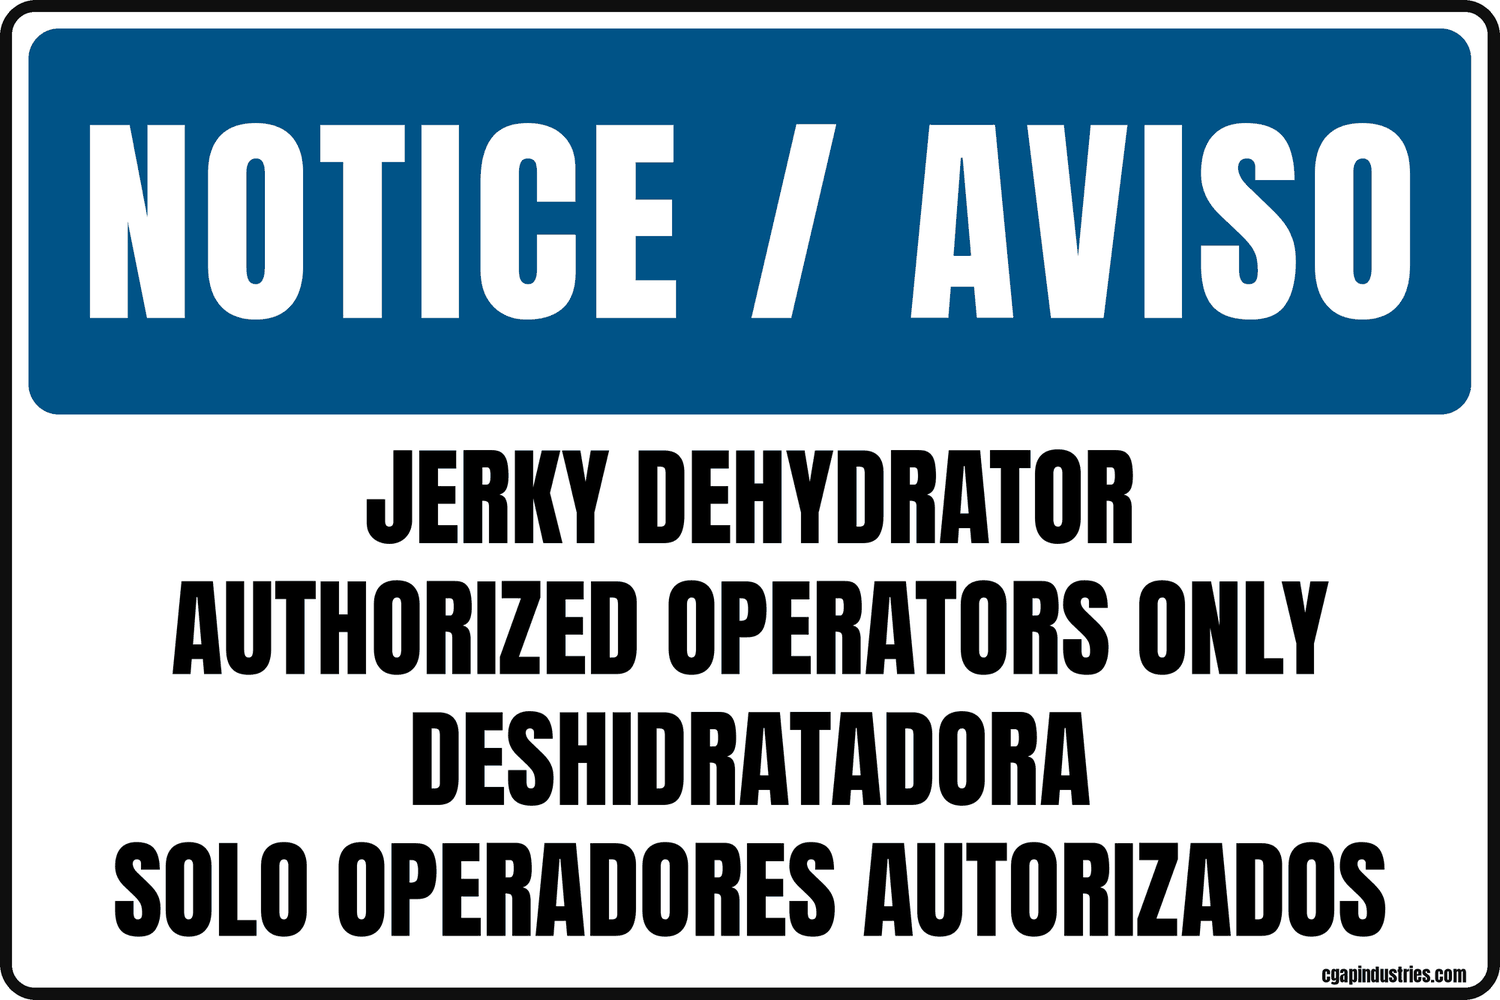 NOTICE / AVISO
JERKY DEHYDRATOR
AUTHORIZED OPERATORS ONLY
DESHIDRATADORA
SOLO OPERADORES AUTORIZADOS
cgapindustries.com